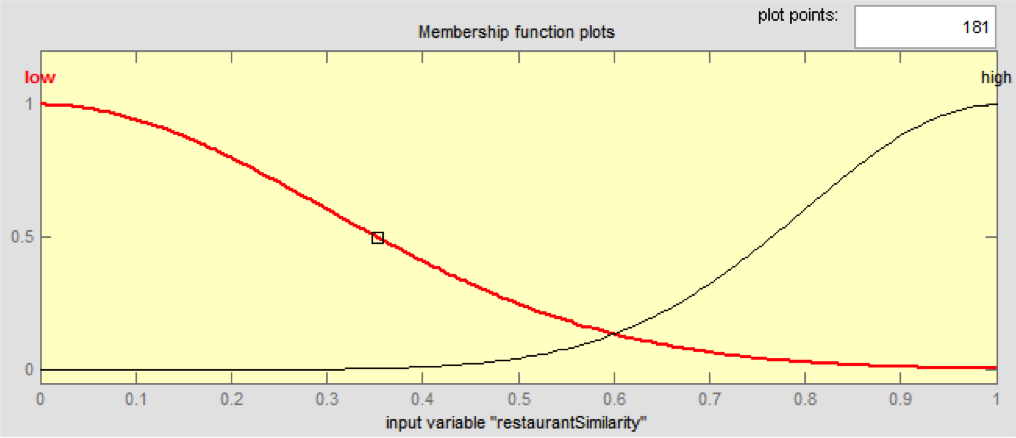 plot points: 181
Membership function plots
low
high
1
0.5
0
0 0.1 0.2 0.3 0.4 0.5 0.6 0.7 0.8 0.9 1
input variable "restaurantSimilarity"